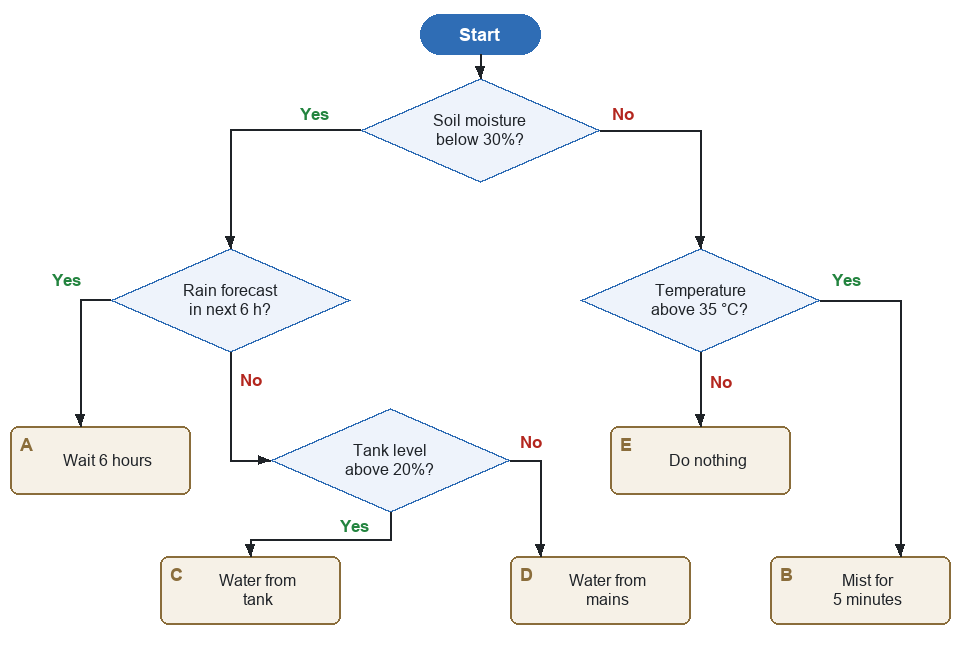 Start
Soil moisture
below 30%?
Yes
No
Rain forecast
in next 6 h?
Yes
No
Temperature
above 35 °C?
Yes
No
A
Wait 6 hours
Tank level
above 20%?
No
Yes
E
Do nothing
C
Water from
tank
D
Water from
mains
B
Mist for
5 minutes